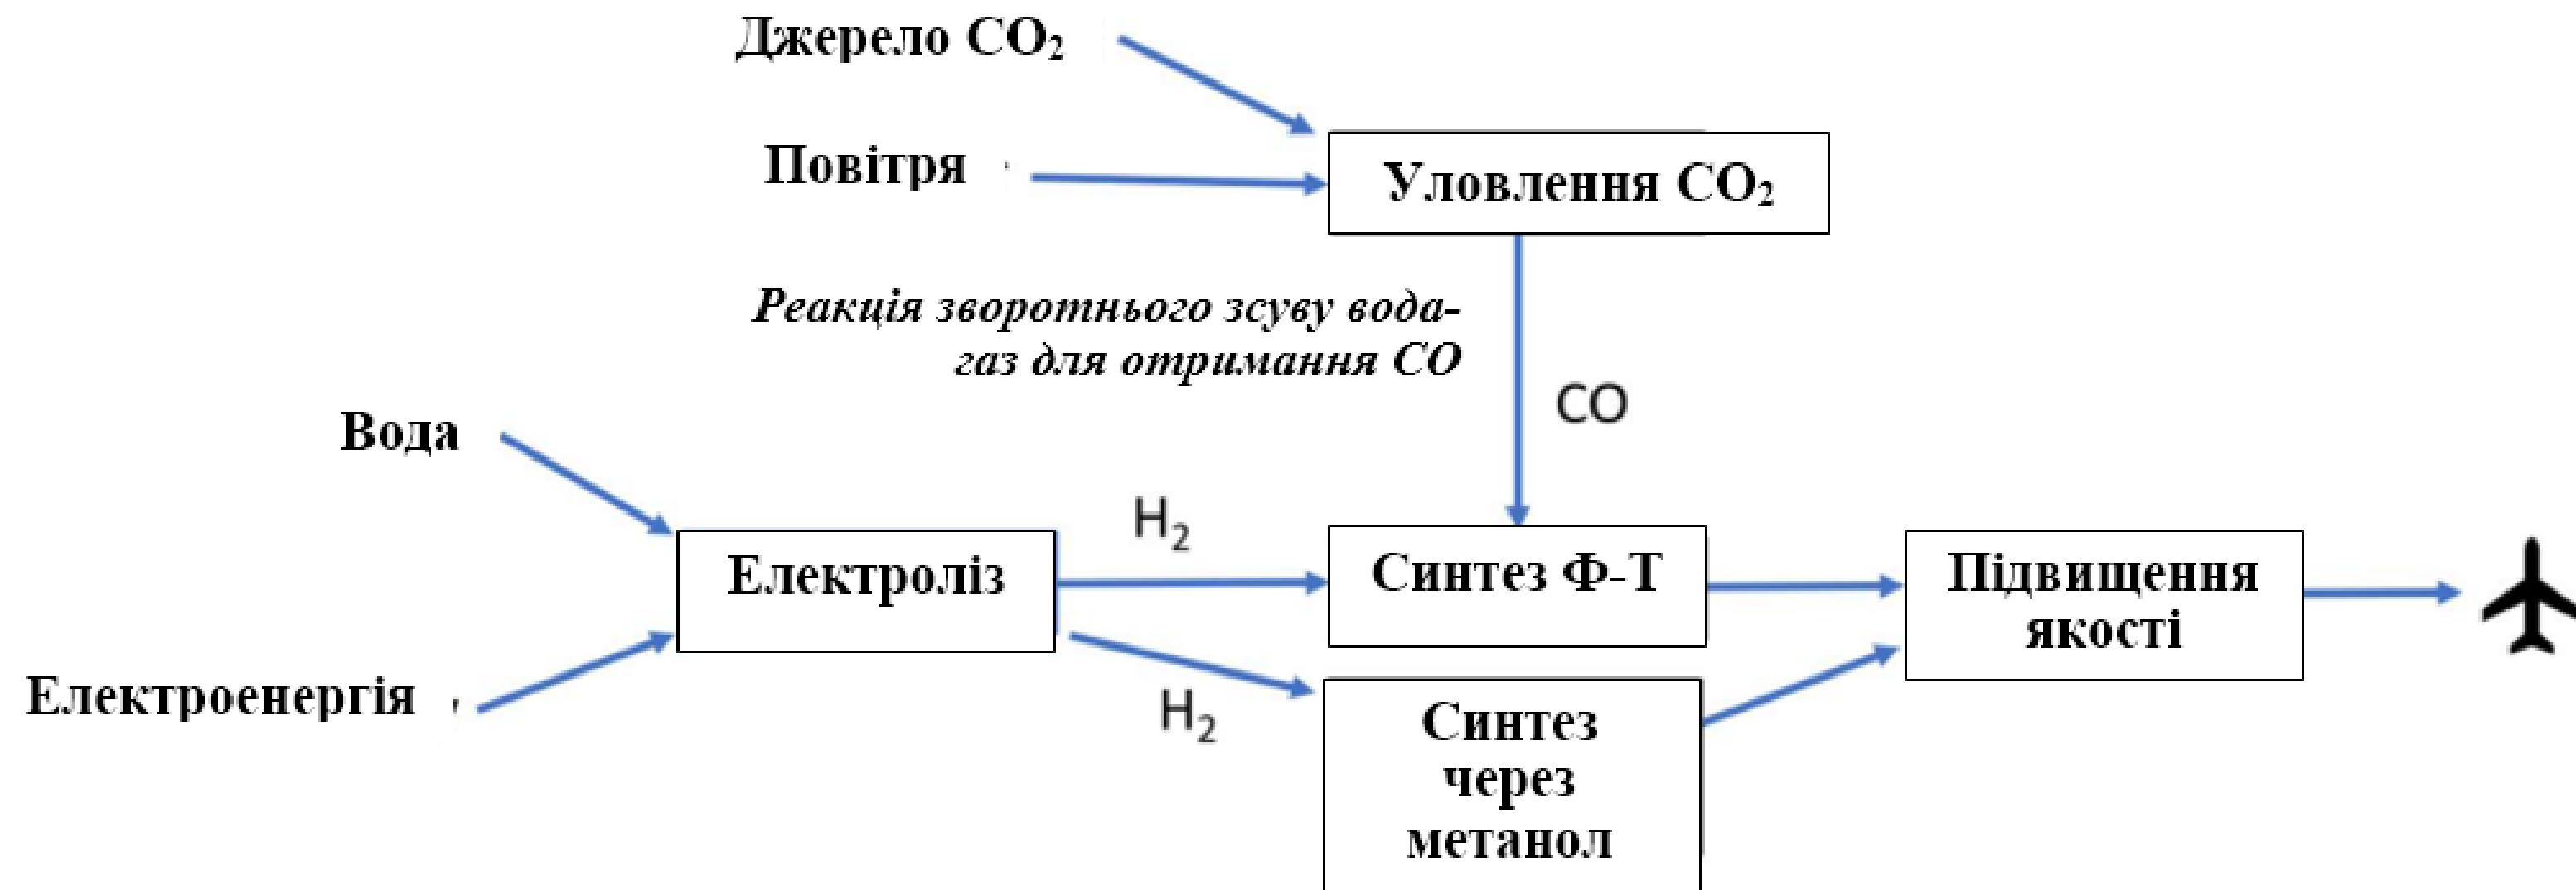 Джерело CO₂
Повітря
Уловлення CO₂
Реакція зворотнього зсуву вода-
газ для отримання СО
CO
Вода
H₂
Електроліз
Синтез Ф-Т
Підвищення
якості
Електроенергія
H₂
Синтез
через
метанол